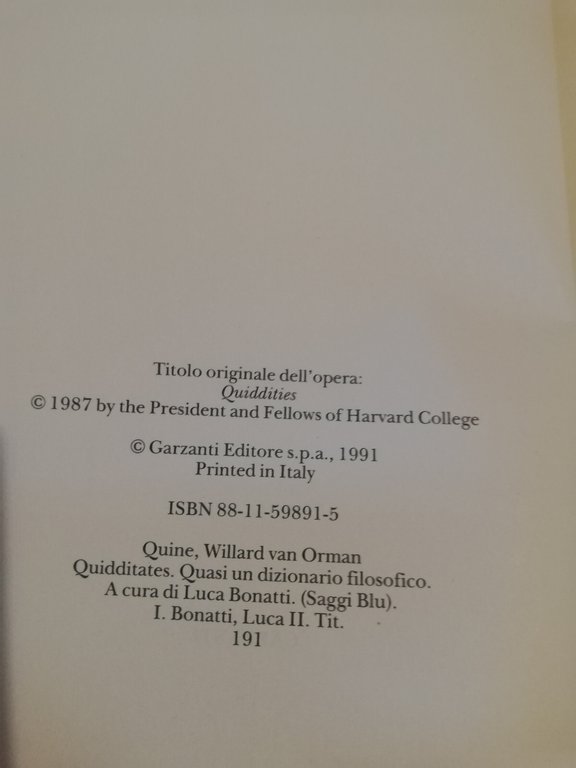 Titolo originale dell'opera:
Quiddities
© 1987 by the President and Fellows of Harvard College
© Garzanti Editore s.p.a., 1991
Printed in Italy
ISBN 88-11-59891-5
Quine, Willard van Orman
Quidditates. Quasi un dizionario filosofico.
A cura di Luca Bonatti. (Saggi Blu).
I. Bonatti, Luca II. Tit.
191